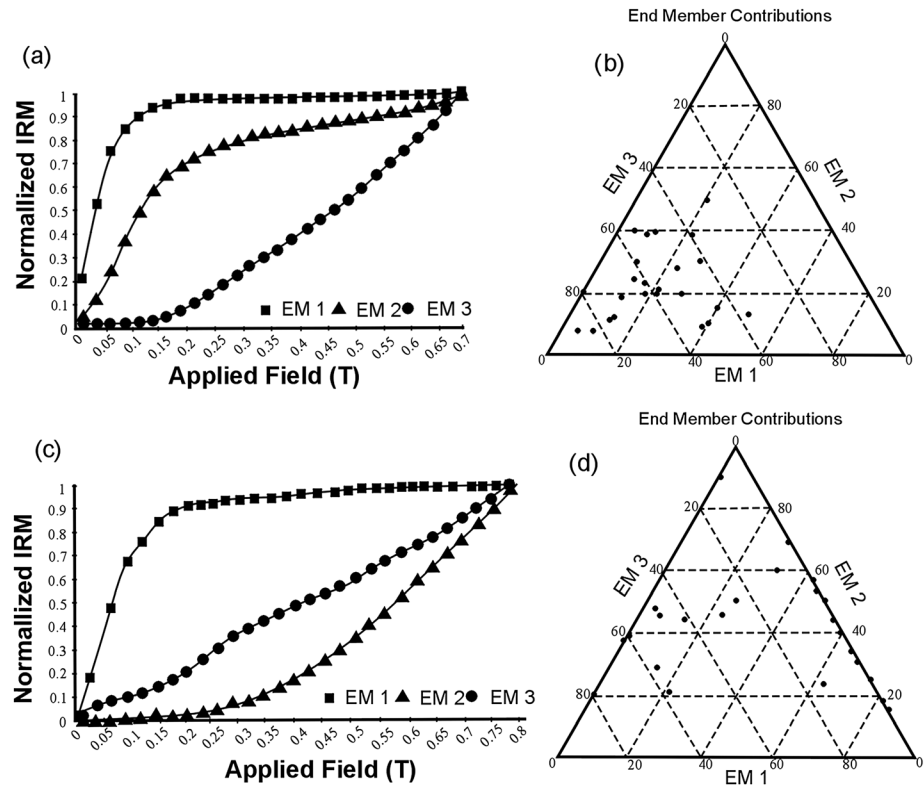 End Member Contributions
(a)
(b)
Normallized IRM
1
0.9
0.8
0.7
0.6
0.5
0.4
0.3
0.2
0.1
0
EM 1 EM 2 EM 3
0 0.05 0.1 0.15 0.2 0.25 0.3 0.35 0.4 0.45 0.5 0.55 0.6 0.65 0.7
Applied Field (T)
0
20 80
40 60
60 40
80 20
0 20 40 60 80 0
EM 3
EM 2
EM 1
End Member Contributions
(c)
(d)
Normallized IRM
1
0.9
0.8
0.7
0.6
0.5
0.4
0.3
0.2
0.1
0
EM 1 EM 2 EM 3
0 0.05 0.1 0.15 0.2 0.25 0.3 0.35 0.4 0.45 0.5 0.55 0.6 0.65 0.7 0.75 0.8
Applied Field (T)
0
20 80
40 60
60 40
80 20
0 20 40 60 80 0
EM 3
EM 2
EM 1